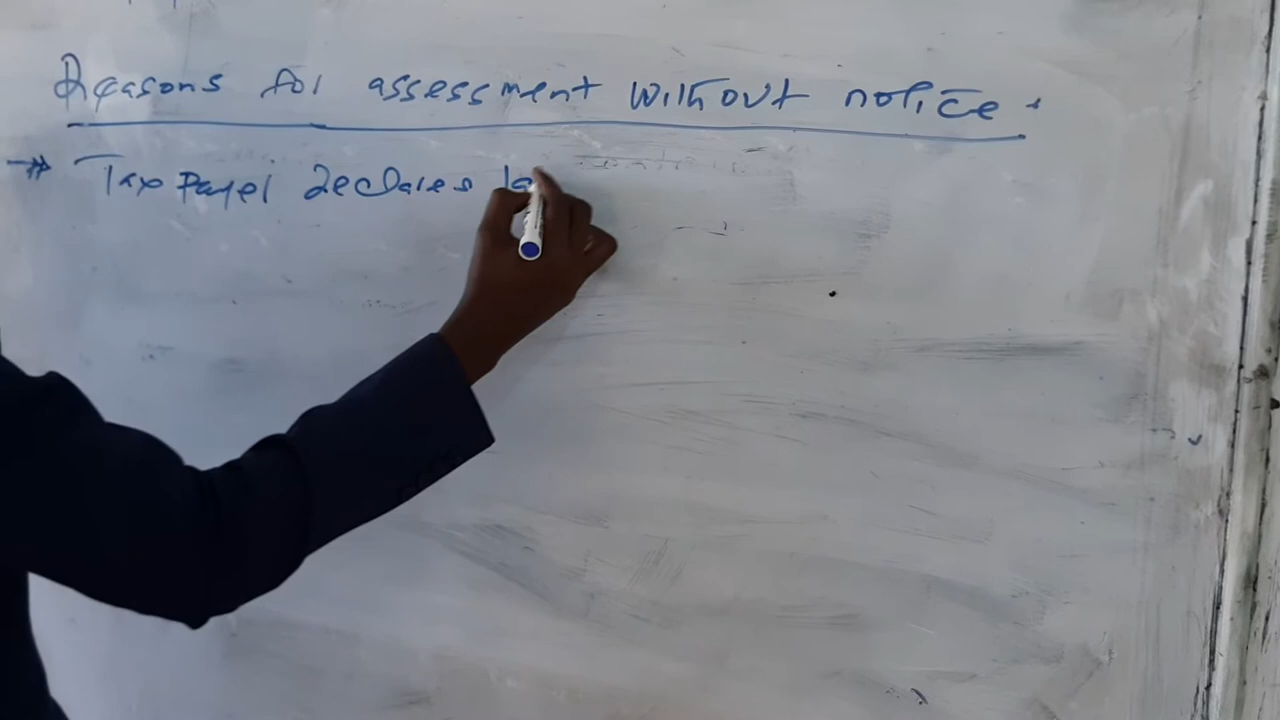 Reasons for assessment without notice.
Tax Payer declares